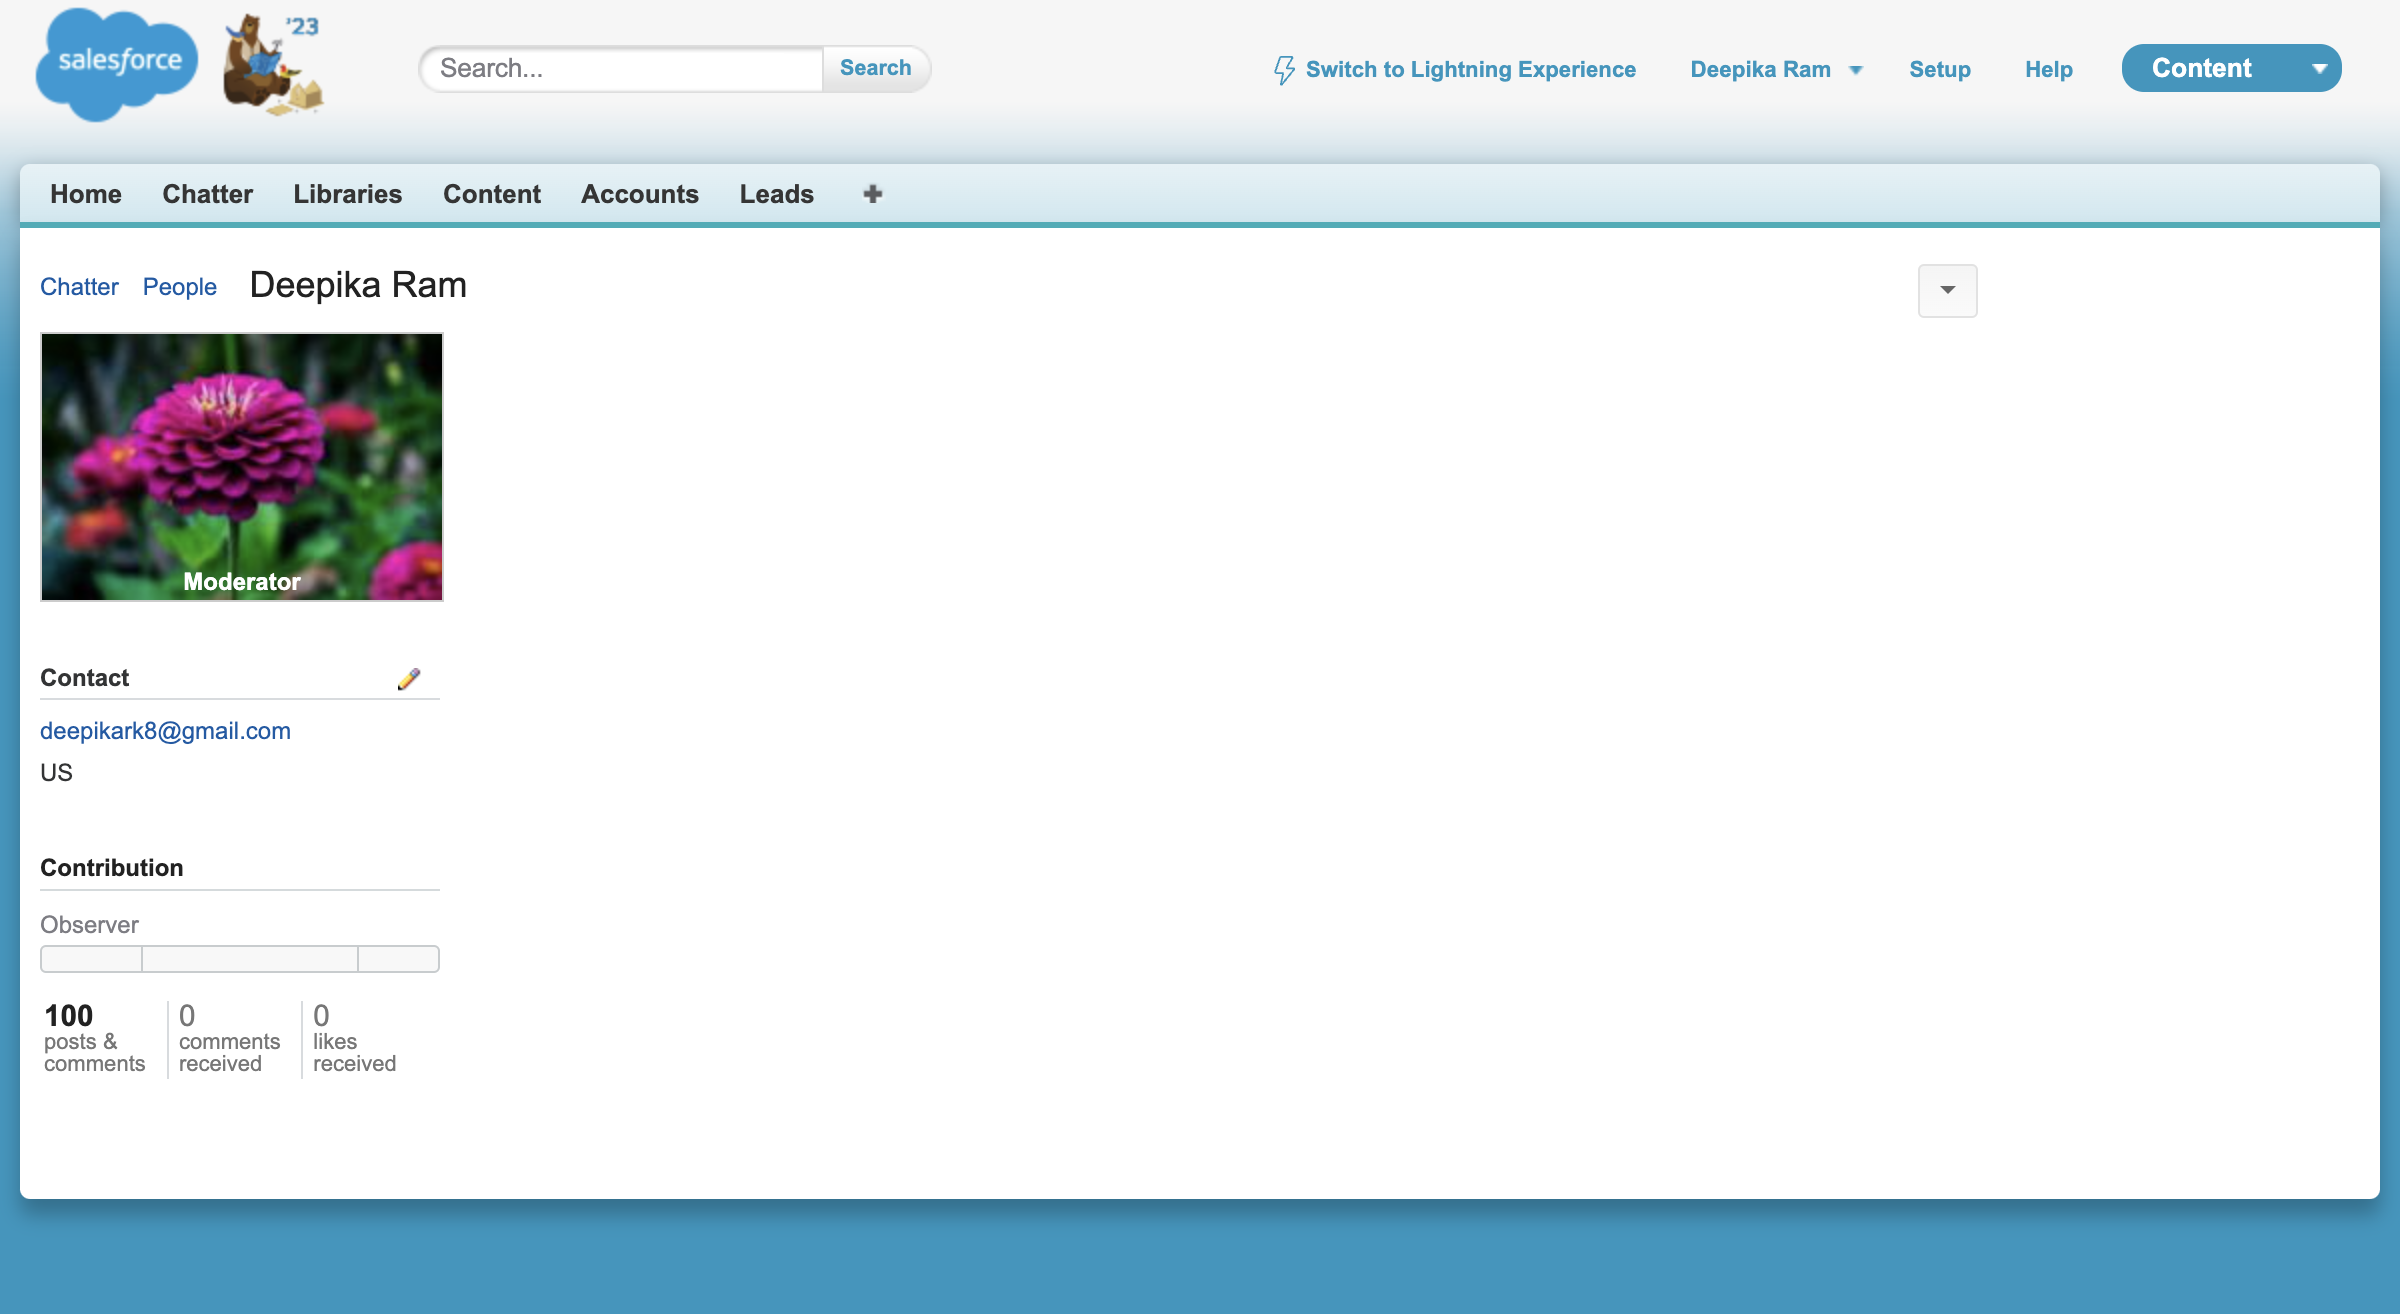 salesforce
'23
Search...
Search
Switch to Lightning Experience
Deepika Ram
Setup
Help
Content
Home
Chatter
Libraries
Content
Accounts
Leads
Chatter
People
Deepika Ram
Moderator
Contact
deepikark8@gmail.com
US
Contribution
Observer
100
posts &
comments
0
comments
received
0
likes
received